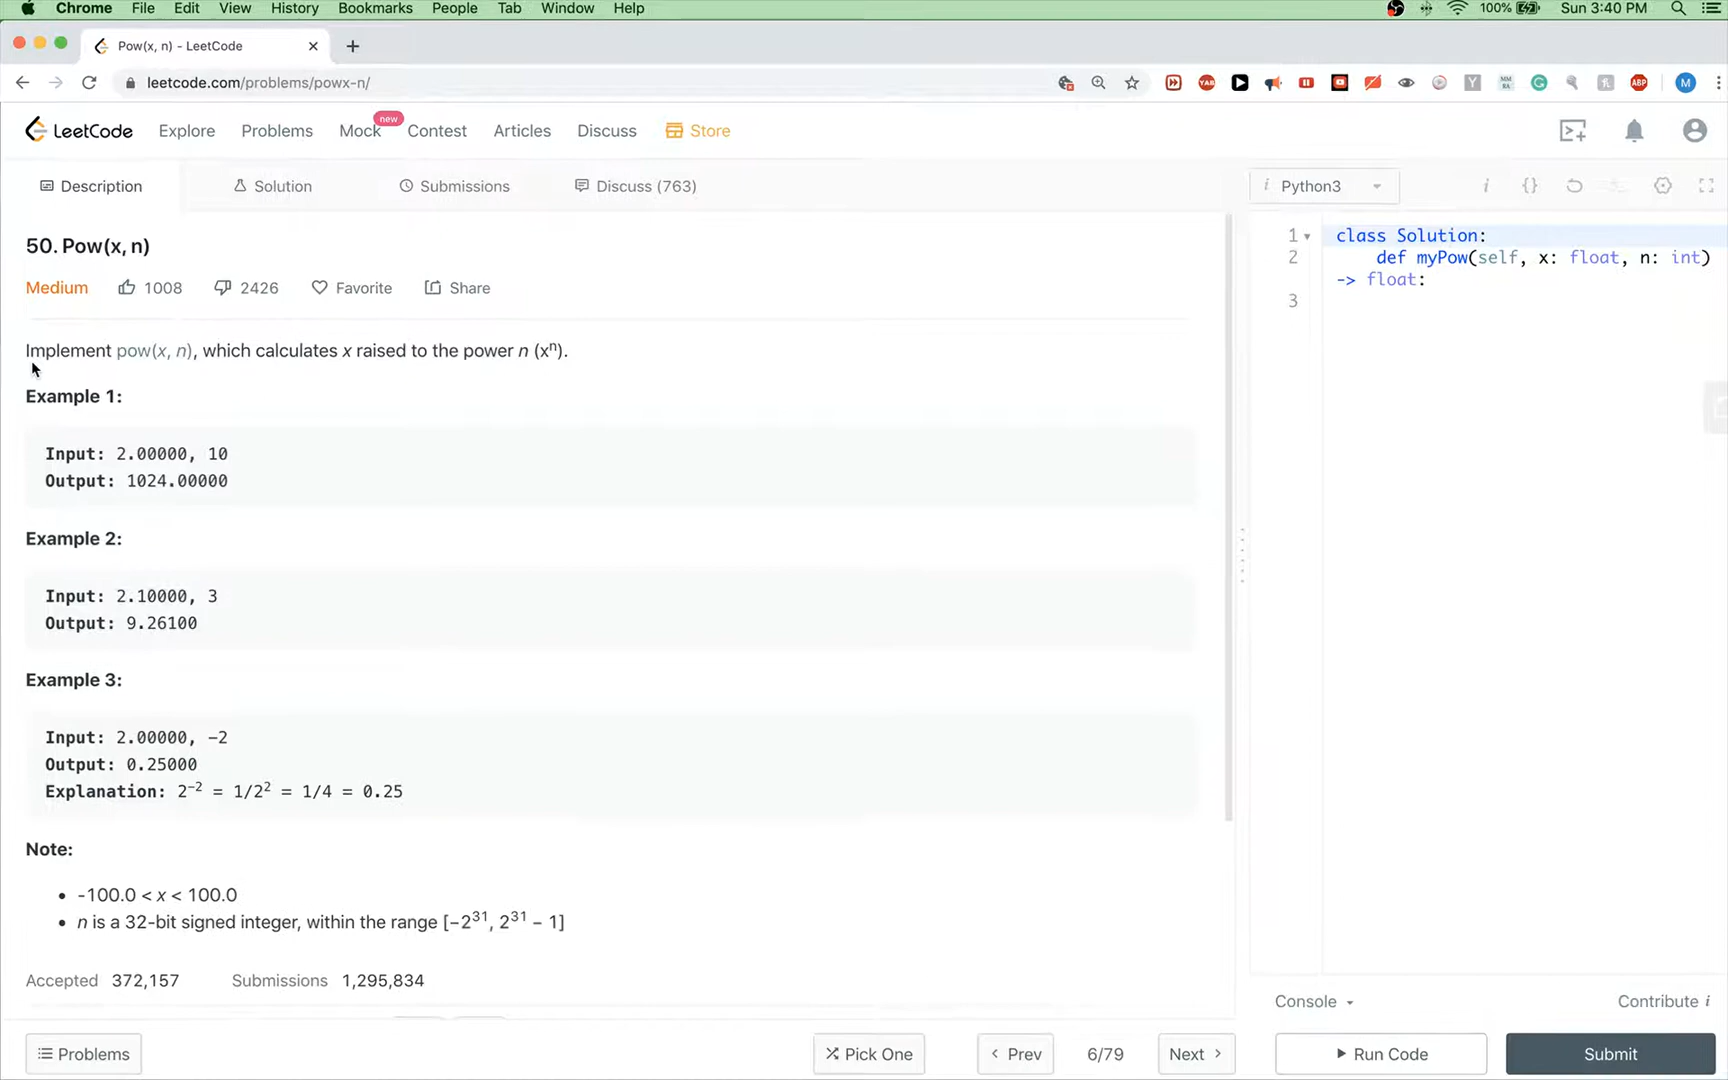 Chrome File Edit View History Bookmarks People Tab Window Help 100% Sun 3:40 PM
Pow(x, n) - LeetCode
leetcode.com/problems/powx-n/
LeetCode Explore Problems Mock new Contest Articles Discuss Store
Description Solution Submissions Discuss (763)
Python3
50. Pow(x, n)
Medium 1008 2426 Favorite Share
Implement pow(x, n), which calculates x raised to the power n (xⁿ).
Example 1:
Input: 2.00000, 10
Output: 1024.00000
Example 2:
Input: 2.10000, 3
Output: 9.26100
Example 3:
Input: 2.00000, -2
Output: 0.25000
Explanation: 2⁻² = 1/2² = 1/4 = 0.25
Note:
• -100.0 < x < 100.0
• n is a 32-bit signed integer, within the range [−2³¹, 2³¹ − 1]
Accepted 372,157 Submissions 1,295,834
1 class Solution:
2 def myPow(self, x: float, n: int)
-> float:
3
Console Contribute i
Problems Pick One Prev 6/79 Next Run Code Submit